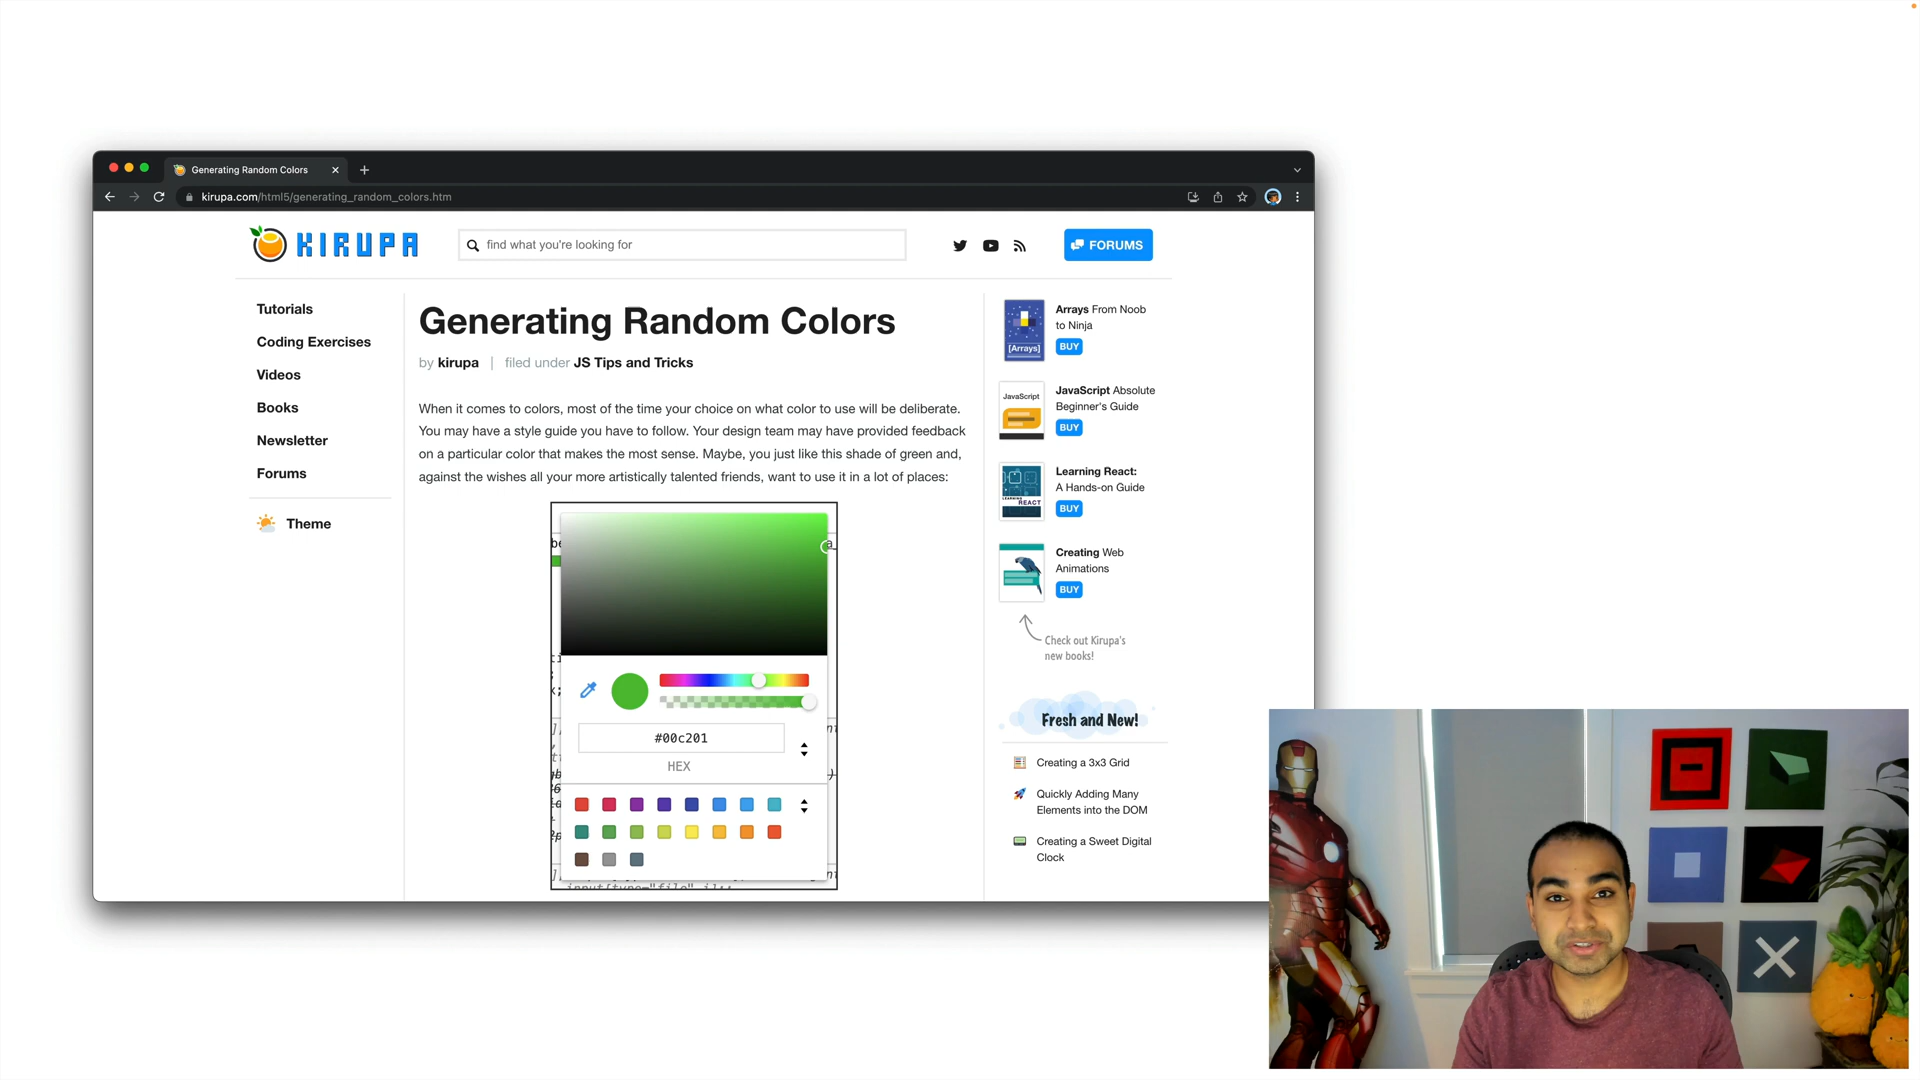 Generating Random Colors
kirupa.com/html5/generating_random_colors.htm
KIRUPA
find what you're looking for
FORUMS
Tutorials
Coding Exercises
Videos
Books
Newsletter
Forums
Theme
Generating Random Colors
by kirupa | filed under JS Tips and Tricks
When it comes to colors, most of the time your choice on what color to use will be deliberate.
You may have a style guide you have to follow. Your design team may have provided feedback
on a particular color that makes the most sense. Maybe, you just like this shade of green and,
against the wishes all your more artistically talented friends, want to use it in a lot of places:
#00c201
HEX
input[type="file" i]::
[Arrays]
Arrays From Noob
to Ninja
BUY
JavaScript
JavaScript Absolute
Beginner's Guide
BUY
LEARNING
REACT
Learning React:
A Hands-on Guide
BUY
Creating Web
Animations
BUY
Check out Kirupa's
new books!
Fresh and New!
Creating a 3x3 Grid
Quickly Adding Many
Elements into the DOM
Creating a Sweet Digital
Clock